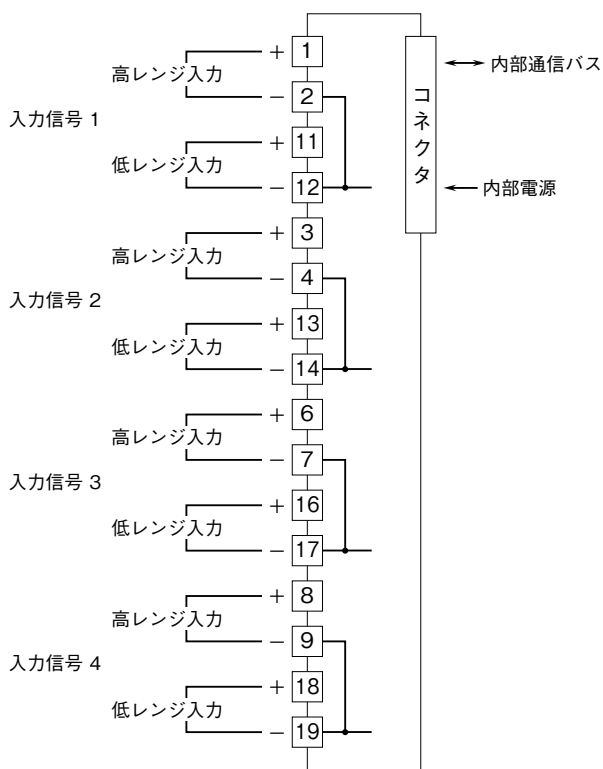 + 1
高レンジ入力
内部通信バス
- 2
コネクタ
入力信号 1
+ 11
低レンジ入力
- 12
内部電源
+ 3
高レンジ入力
- 4
入力信号 2
+ 13
低レンジ入力
- 14
+ 6
高レンジ入力
- 7
入力信号 3
+ 16
低レンジ入力
- 17
+ 8
高レンジ入力
- 9
入力信号 4
+ 18
低レンジ入力
- 19